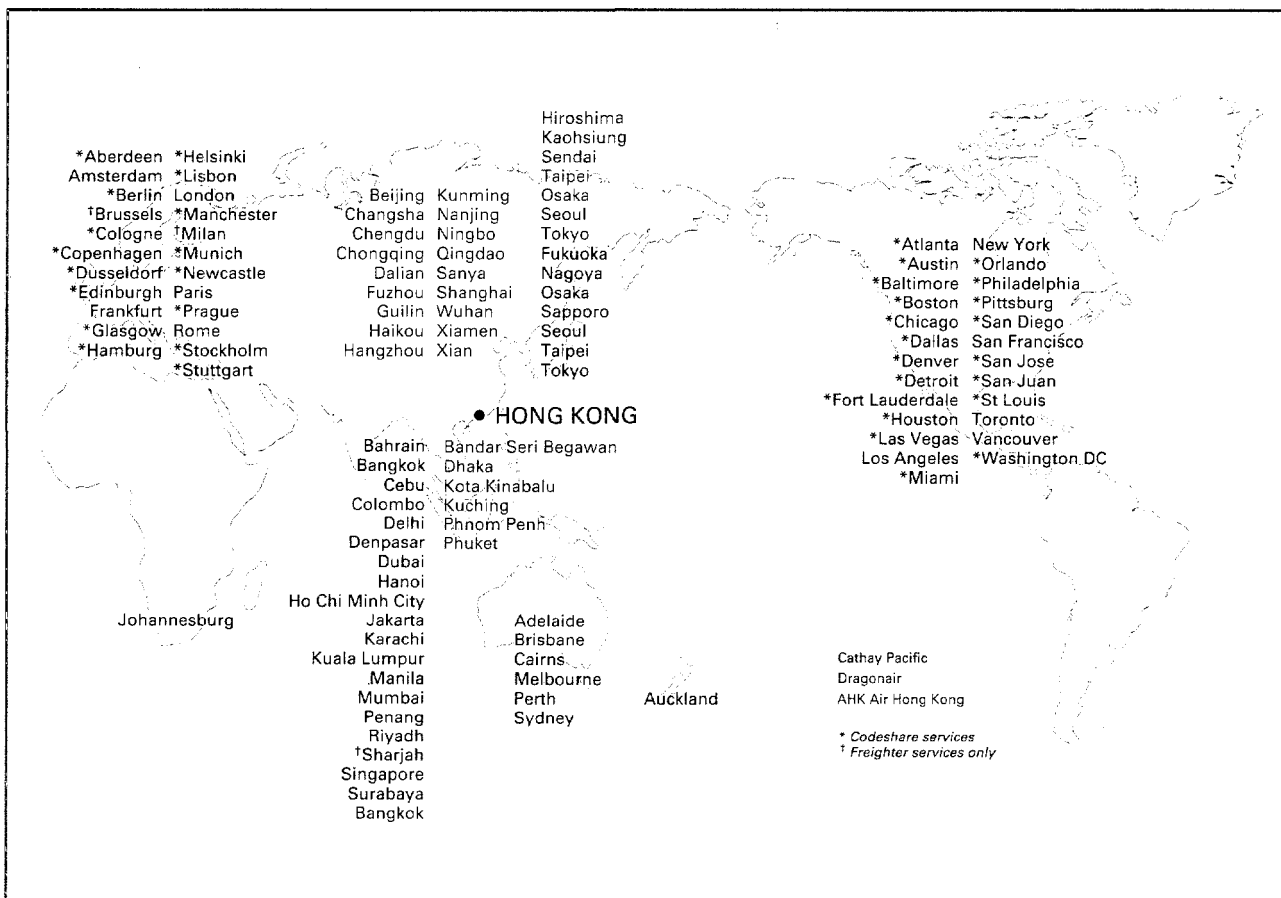 *Aberdeen
Amsterdam
*Berlin
†Brussels
*Cologne
*Copenhagen
*Düsseldorf
*Edinburgh
Frankfurt
*Glasgow
*Hamburg
*Helsinki
*Lisbon
London
*Manchester
†Milan
*Munich
*Newcastle
Paris
*Prague
Rome
*Stockholm
*Stuttgart
Beijing
Changsha
Chengdu
Chongqing
Dalian
Fuzhou
Guilin
Haikou
Hangzhou
Kunming
Nanjing
Ningbo
Qingdao
Sanya
Shanghai
Wuhan
Xiamen
Xian
Hiroshima
Kaohsiung
Sendai
Taipei
Osaka
Seoul
Tokyo
Fukuoka
Nagoya
Osaka
Sapporo
Seoul
Taipei
Tokyo
*Atlanta
*Austin
*Baltimore
*Boston
*Chicago
*Dallas
*Denver
*Detroit
*Fort Lauderdale
*Houston
*Las Vegas
Los Angeles
*Miami
New York
*Orlando
*Philadelphia
*Pittsburg
*San Diego
San Francisco
*San Jose
*San Juan
*St Louis
Toronto
Vancouver
*Washington DC
HONG KONG
Bahrain
Bangkok
Cebu
Colombo
Delhi
Denpasar
Dubai
Hanoi
Ho Chi Minh City
Jakarta
Karachi
Kuala Lumpur
Manila
Mumbai
Penang
Riyadh
†Sharjah
Singapore
Surabaya
Bangkok
Bandar Seri Begawan
Dhaka
Kota Kinabalu
Kuching
Phnom Penh
Phuket
Johannesburg
Adelaide
Brisbane
Cairns
Melbourne
Perth
Sydney
Auckland
Cathay Pacific
Dragonair
AHK Air Hong Kong
* Codeshare services
† Freighter services only